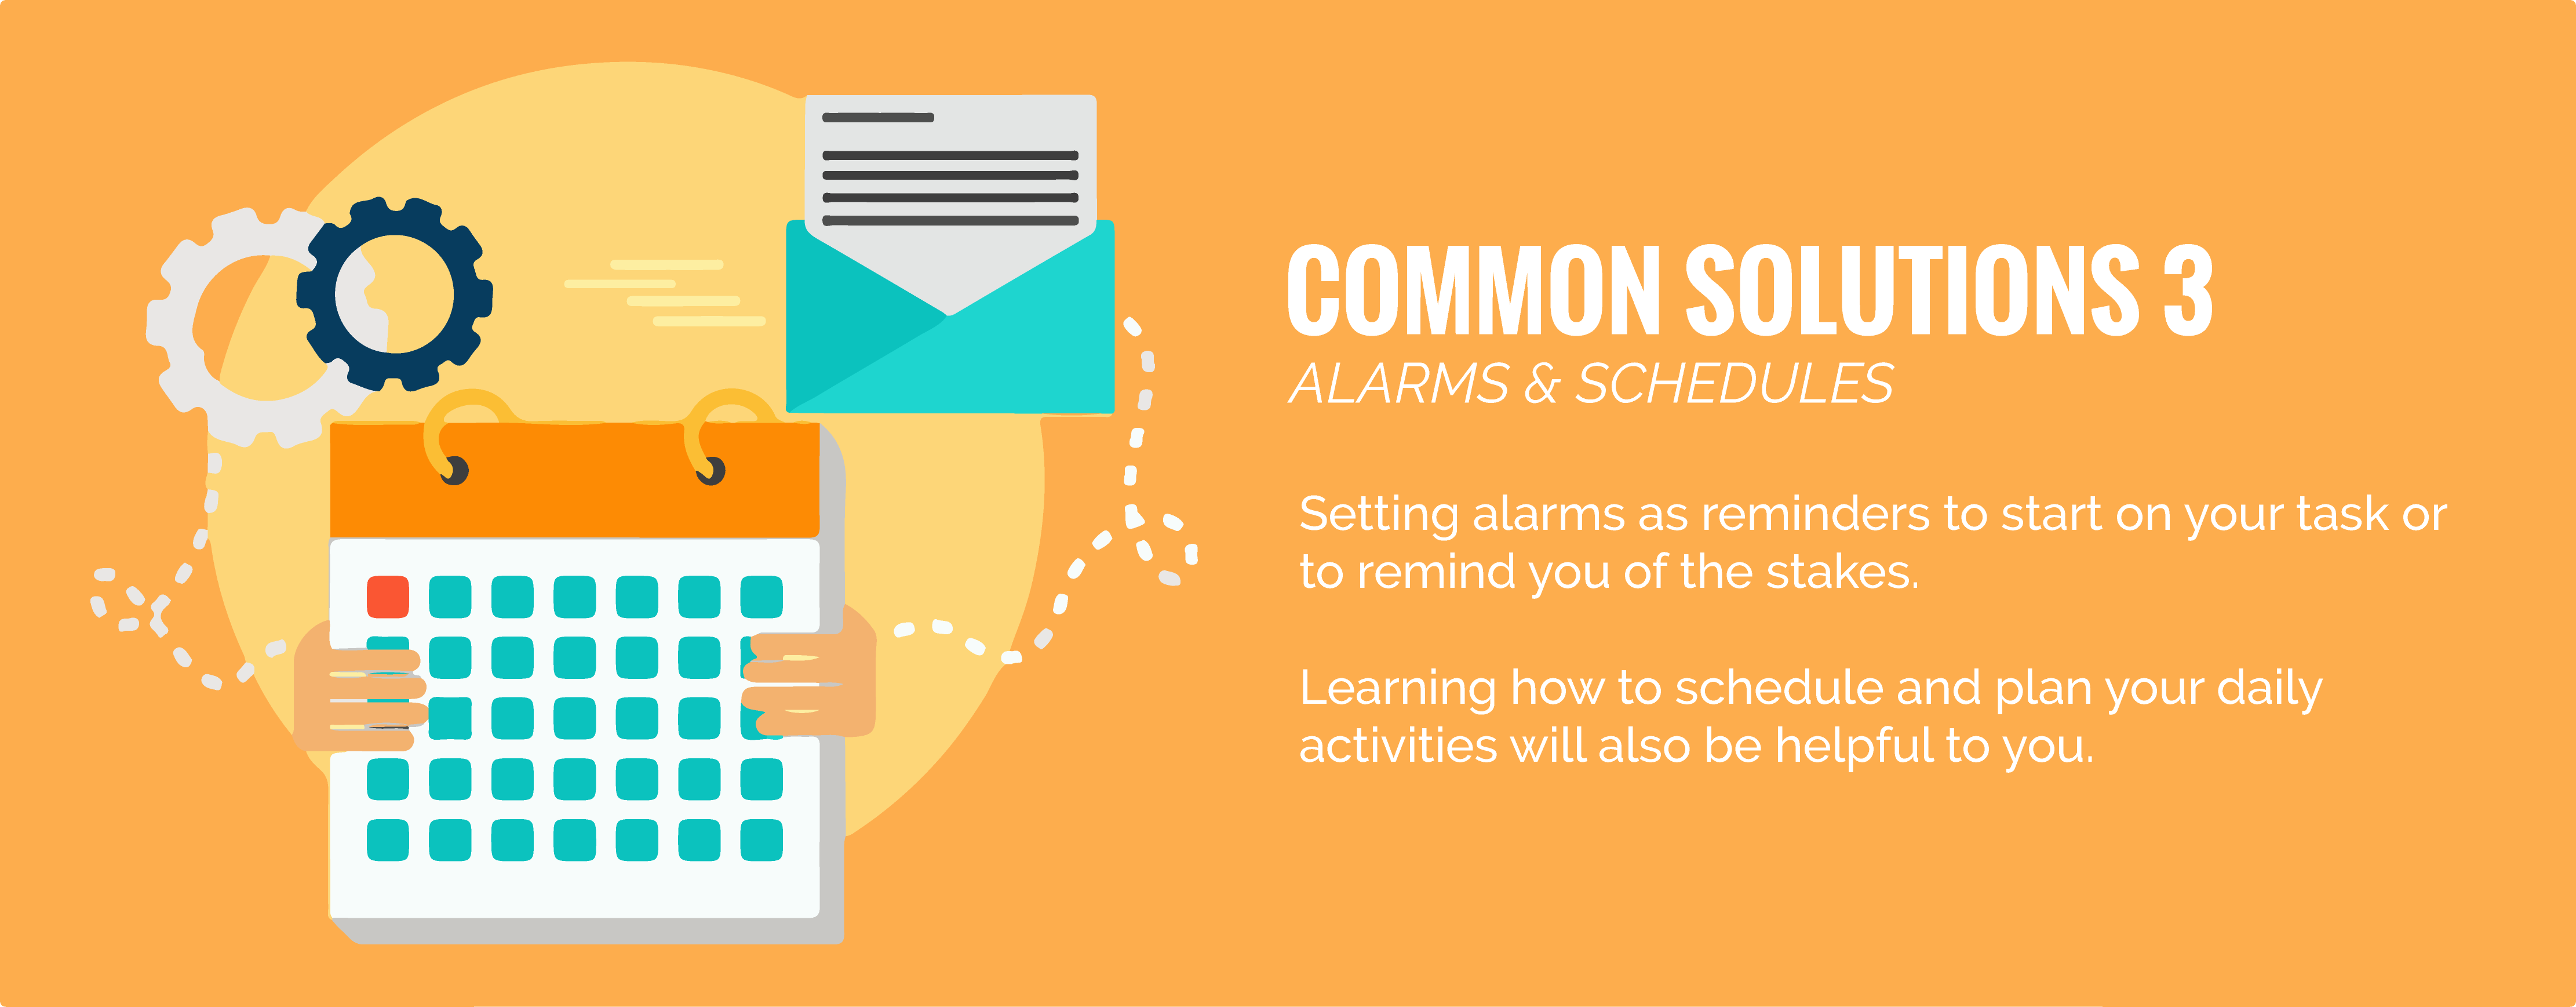 COMMON SOLUTIONS 3
ALARMS & SCHEDULES
Setting alarms as reminders to start on your task or
to remind you of the stakes.
Learning how to schedule and plan your daily
activities will also be helpful to you.